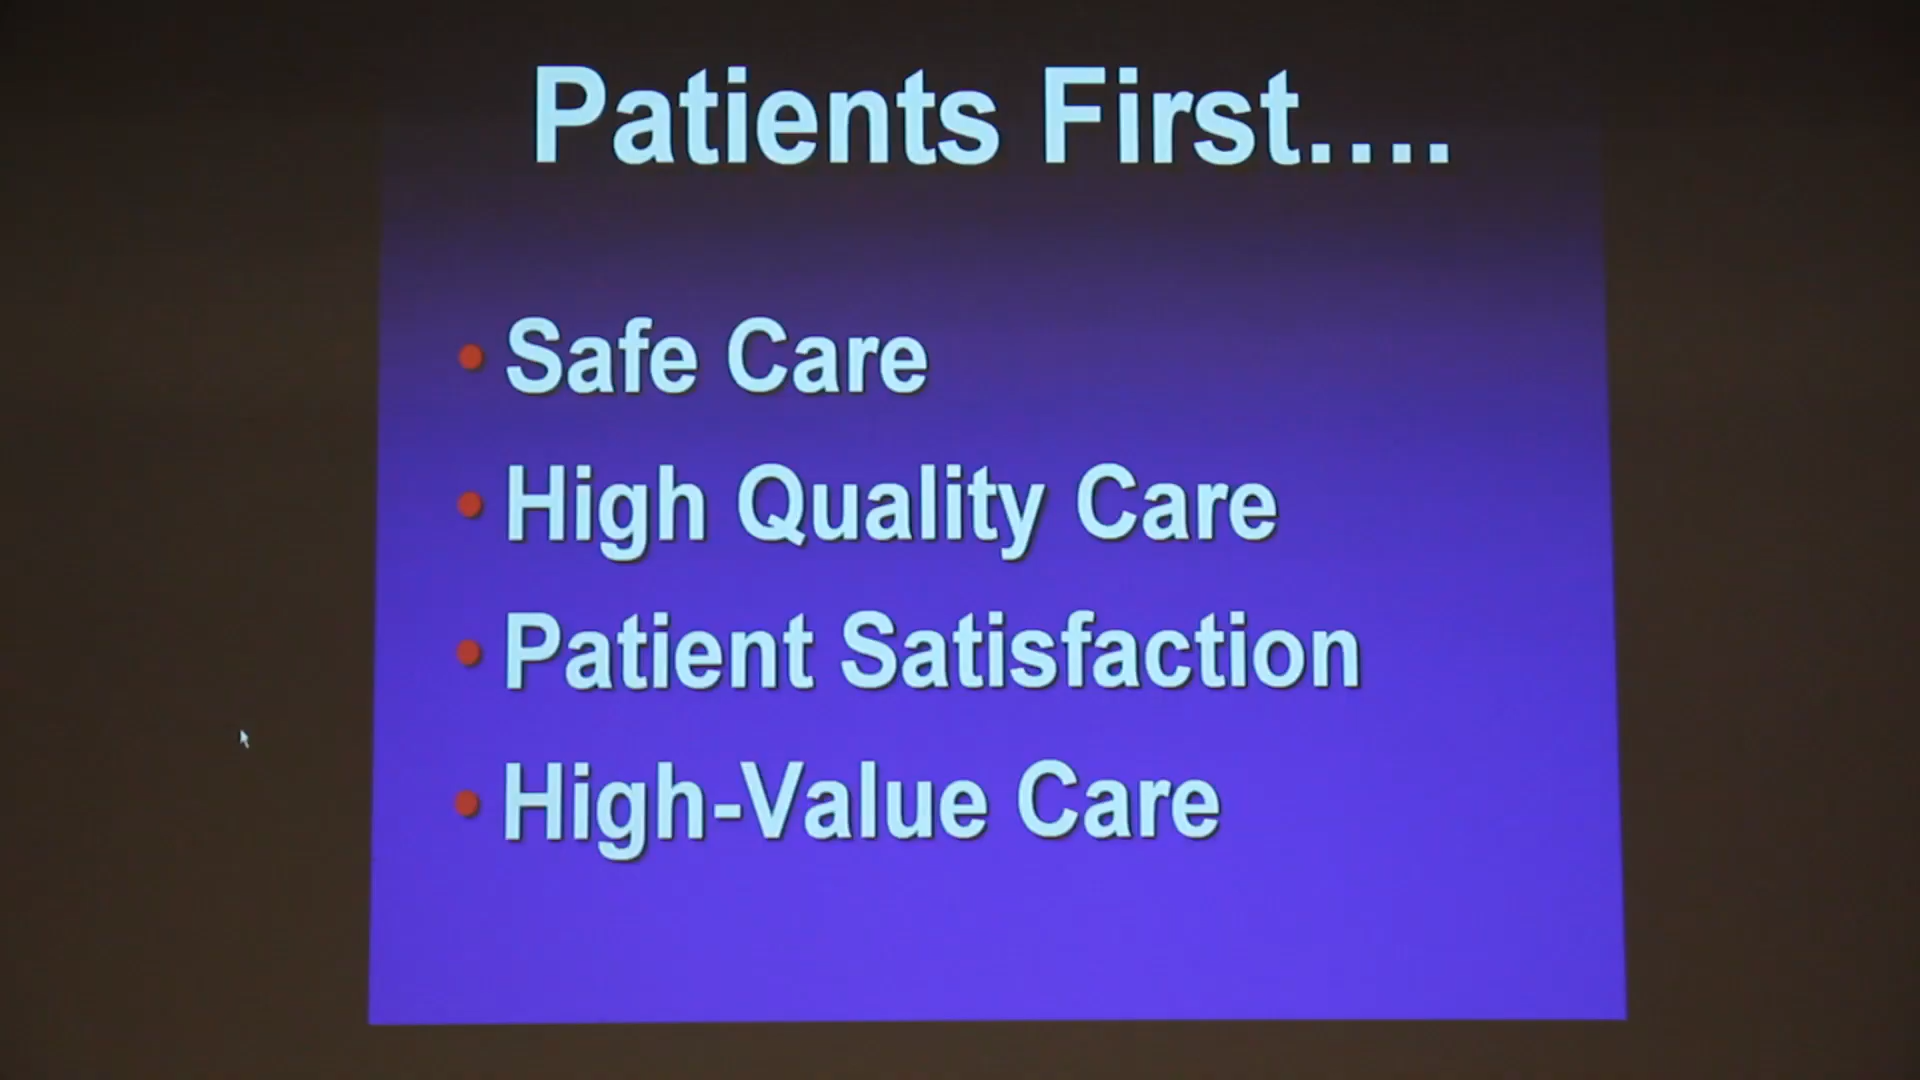 Patients First....
• Safe Care
• High Quality Care
• Patient Satisfaction
• High-Value Care